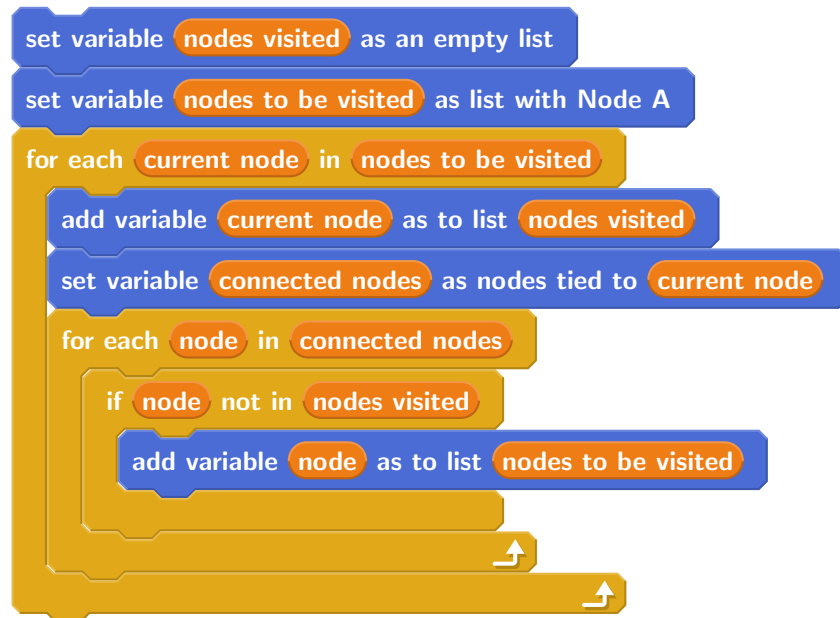 set variable nodes visited as an empty list
set variable nodes to be visited as list with Node A
for each current node in nodes to be visited
add variable current node as to list nodes visited
set variable connected nodes as nodes tied to current node
for each node in connected nodes
if node not in nodes visited
add variable node as to list nodes to be visited